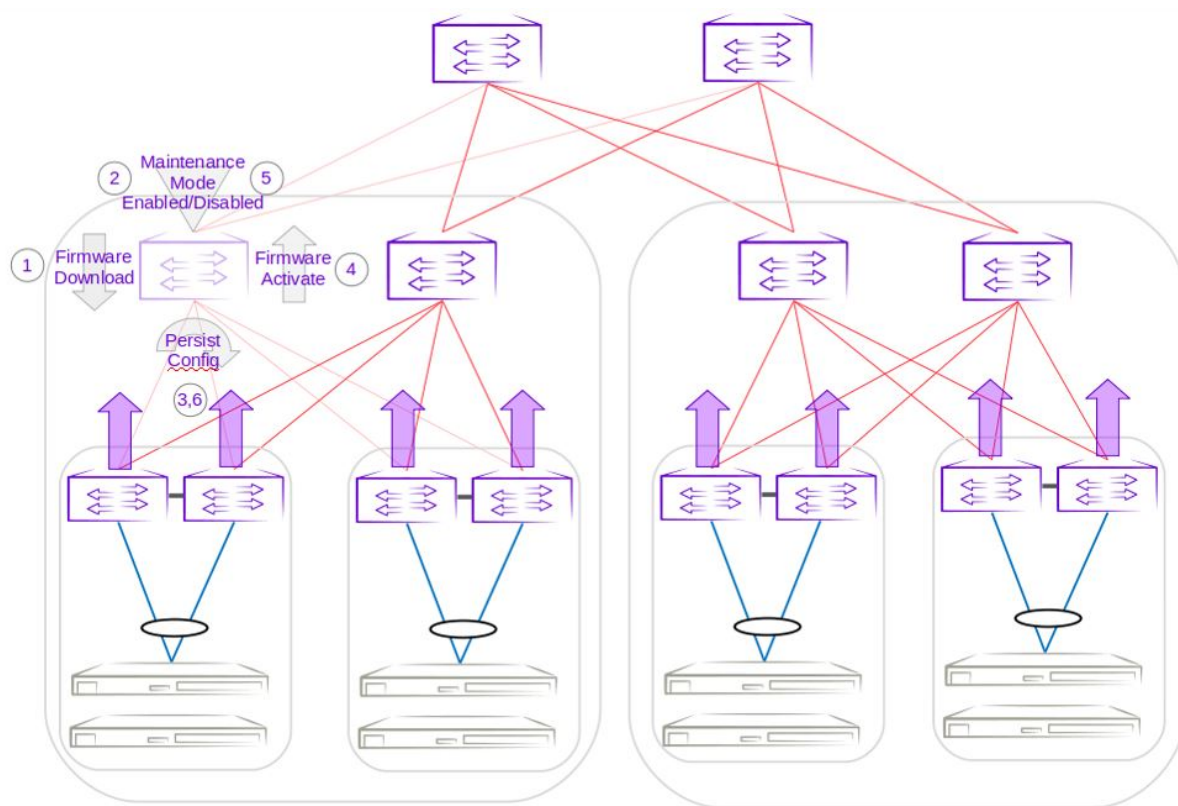 2
Maintenance
Mode
Enabled/Disabled
5
1
Firmware
Download
Firmware
Activate
4
Persist
Config
3,6